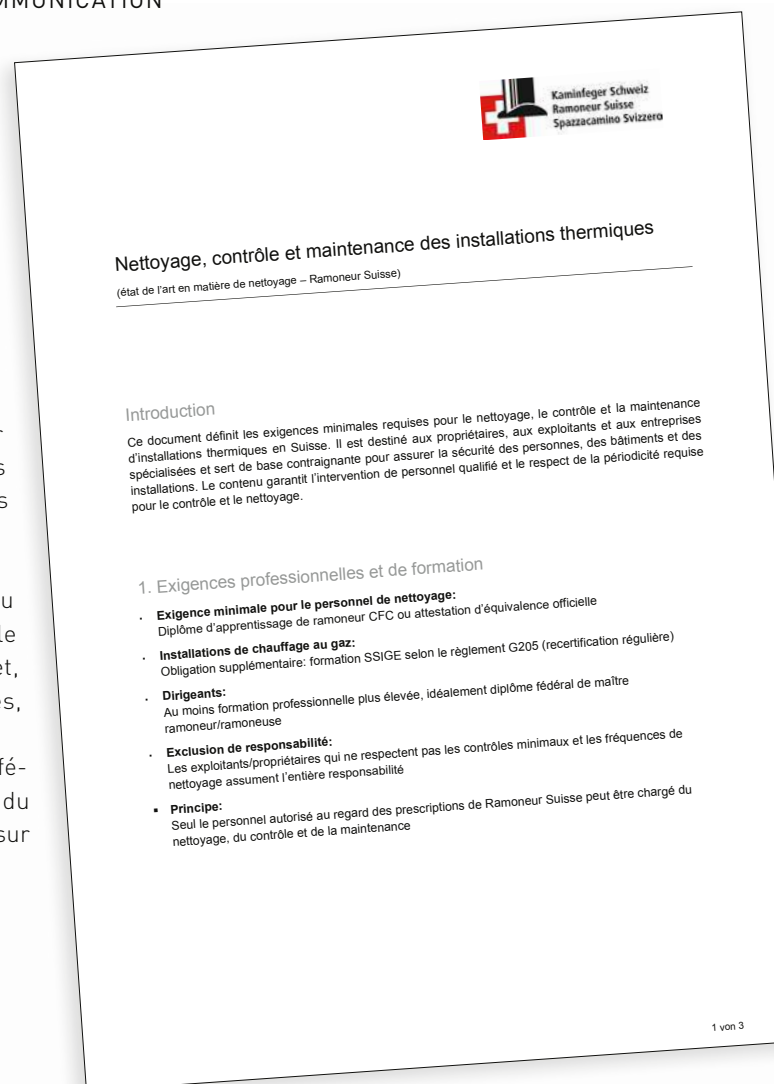 Kaminfeger Schweiz
Ramoneur Suisse
Spazzacamino Svizzero
Nettoyage, contrôle et maintenance des installations thermiques
(état de l'art en matière de nettoyage – Ramoneur Suisse)
Introduction
Ce document définit les exigences minimales requises pour le nettoyage, le contrôle et la maintenance
d'installations thermiques en Suisse. Il est destiné aux propriétaires, aux exploitants et aux entreprises
spécialisées et sert de base contraignante pour assurer la sécurité des personnes, des bâtiments et des
installations. Le contenu garantit l'intervention de personnel qualifié et le respect de la périodicité requise
pour le contrôle et le nettoyage.
1. Exigences professionnelles et de formation
· Exigence minimale pour le personnel de nettoyage:
Diplôme d'apprentissage de ramoneur CFC ou attestation d'équivalence officielle
· Installations de chauffage au gaz:
Obligation supplémentaire: formation SSIGE selon le règlement G205 (recertification régulière)
· Dirigeants:
Au moins formation professionnelle plus élevée, idéalement diplôme fédéral de maître
ramoneur/ramoneuse
· Exclusion de responsabilité:
Les exploitants/propriétaires qui ne respectent pas les contrôles minimaux et les fréquences de
nettoyage assument l'entière responsabilité
▪ Principe:
Seul le personnel autorisé au regard des prescriptions de Ramoneur Suisse peut être chargé du
nettoyage, du contrôle et de la maintenance
1 von 3
du
sur